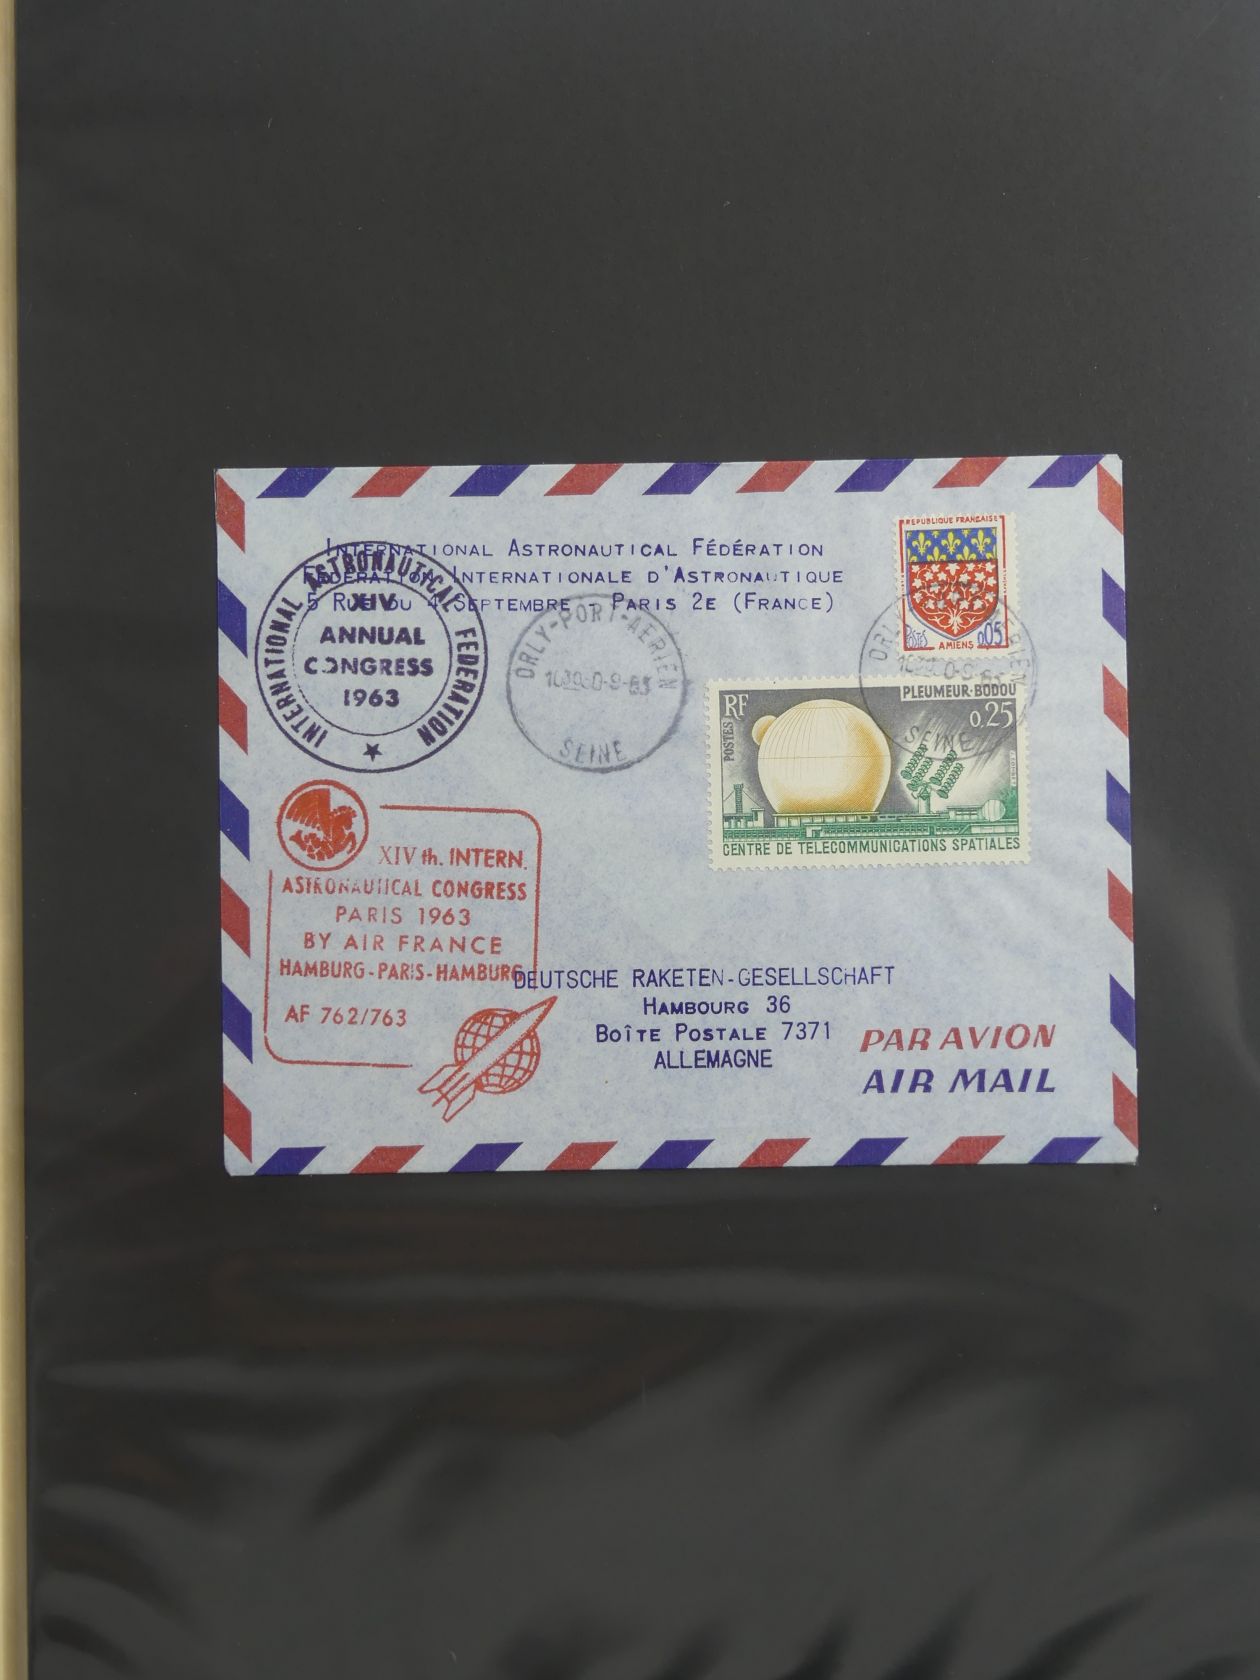 INTERNATIONAL ASTRONAUTICAL FÉDÉRATION
FÉDÉRATION INTERNATIONALE D'ASTRONAUTIQUE
5 RUE DU 4 SEPTEMBRE - PARIS 2E (FRANCE)
INTERNATIONAL ASTRONAUTICAL FEDERATION
XIV
ANNUAL
CONGRESS
1963
ORLY-PORT-AÉRIEN
SEINE
REPUBLIQUE FRANÇAISE
POSTES
AMIENS
0,05
ORLY
SEINE
RF
POSTES
PLEUMEUR-BODOU
0,25
CENTRE DE TELECOMMUNICATIONS SPATIALES
XIV th. INTERN.
ASTRONAUTICAL CONGRESS
PARIS 1963
BY AIR FRANCE
HAMBURG-PARIS-HAMBURG
AF 762/763
DEUTSCHE RAKETEN-GESELLSCHAFT
HAMBOURG 36
BOÎTE POSTALE 7371
ALLEMAGNE
PAR AVION
AIR MAIL